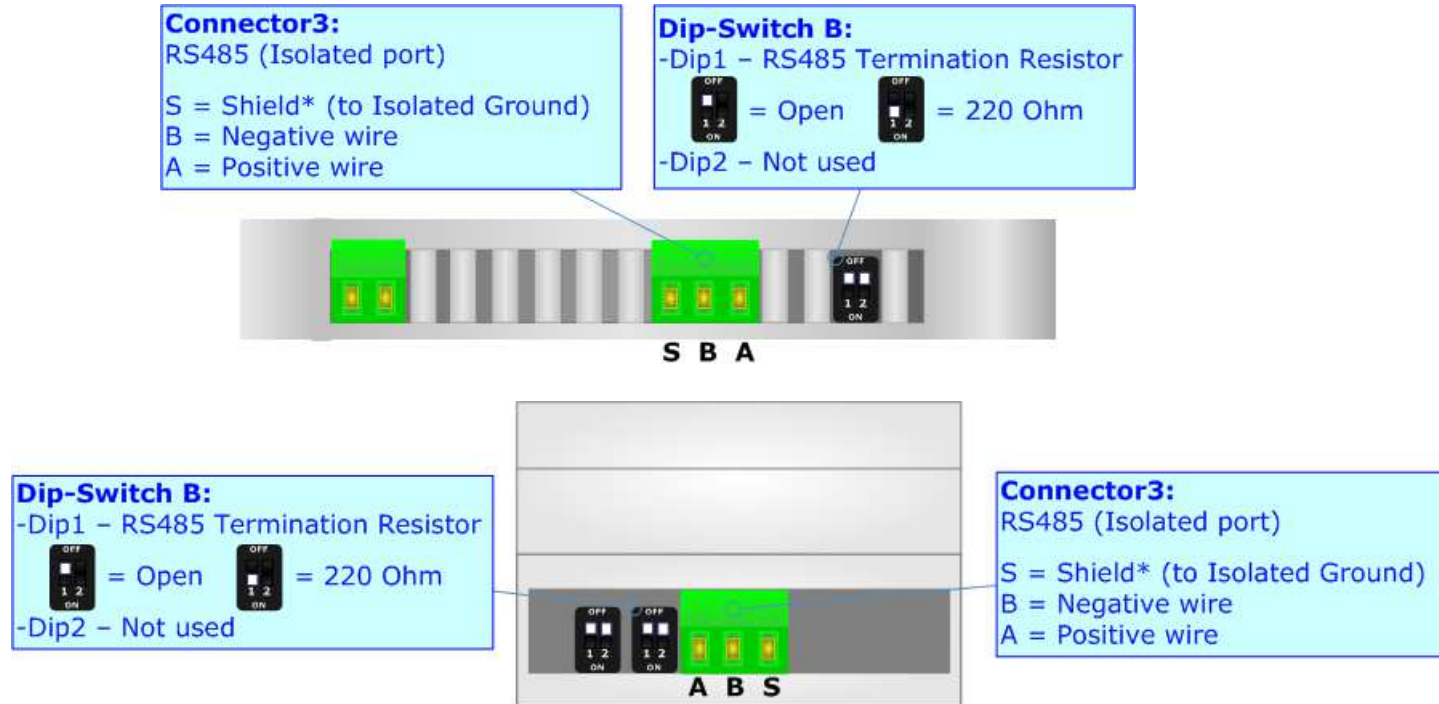 Connector3:
RS485 (Isolated port)
S = Shield* (to Isolated Ground)
B = Negative wire
A = Positive wire
Dip-Switch B:
-Dip1 – RS485 Termination Resistor
OFF
1 2
ON
= Open
OFF
1 2
ON
= 220 Ohm
-Dip2 – Not used
OFF
1 2
ON
S B A
Dip-Switch B:
-Dip1 – RS485 Termination Resistor
OFF
1 2
ON
= Open
OFF
1 2
ON
= 220 Ohm
-Dip2 – Not used
Connector3:
RS485 (Isolated port)
S = Shield* (to Isolated Ground)
B = Negative wire
A = Positive wire
OFF
1 2
ON
OFF
1 2
ON
A B S